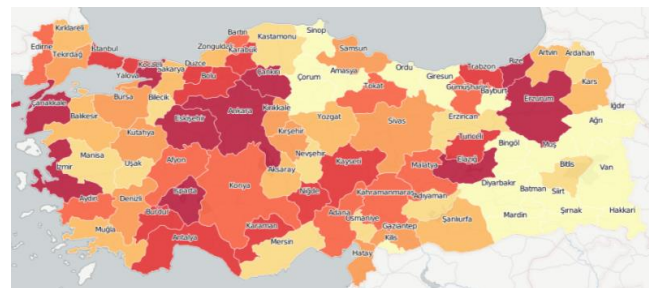 Kırklareli
Edirne
Tekirdağ
İstanbul
Kocaeli
Yalova
Sakarya
Düzce
Zonguldak
Bartın
Karabük
Kastamonu
Sinop
Samsun
Bolu
Çankırı
Çorum
Amasya
Ordu
Giresun
Trabzon
Rize
Artvin
Ardahan
Kars
Gümüşhane
Bayburt
Tokat
Iğdır
Çanakkale
Balıkesir
Bursa
Bilecik
Eskişehir
Ankara
Kırıkkale
Yozgat
Sivas
Erzincan
Erzurum
Ağrı
Kütahya
Kırşehir
Tunceli
Bingöl
Muş
Manisa
Uşak
Afyon
Nevşehir
Kayseri
Malatya
Elazığ
Bitlis
Van
İzmir
Aksaray
Diyarbakır
Batman
Siirt
Aydın
Denizli
Isparta
Konya
Niğde
Kahramanmaraş
Adıyaman
Burdur
Adana
Osmaniye
Gaziantep
Şanlıurfa
Mardin
Şırnak
Hakkari
Muğla
Antalya
Karaman
Mersin
Kilis
Hatay